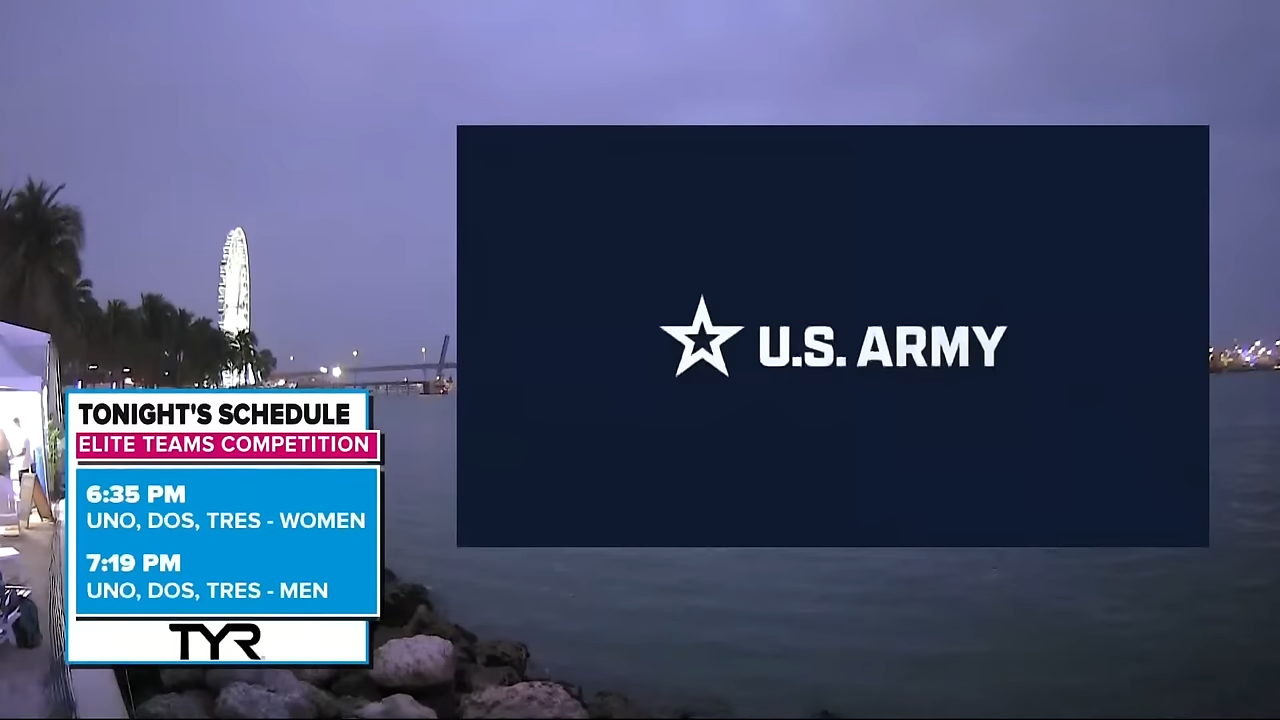 TONIGHT'S SCHEDULE
ELITE TEAMS COMPETITION
6:35 PM
UNO, DOS, TRES - WOMEN
7:19 PM
UNO, DOS, TRES - MEN
TYR
U.S. ARMY